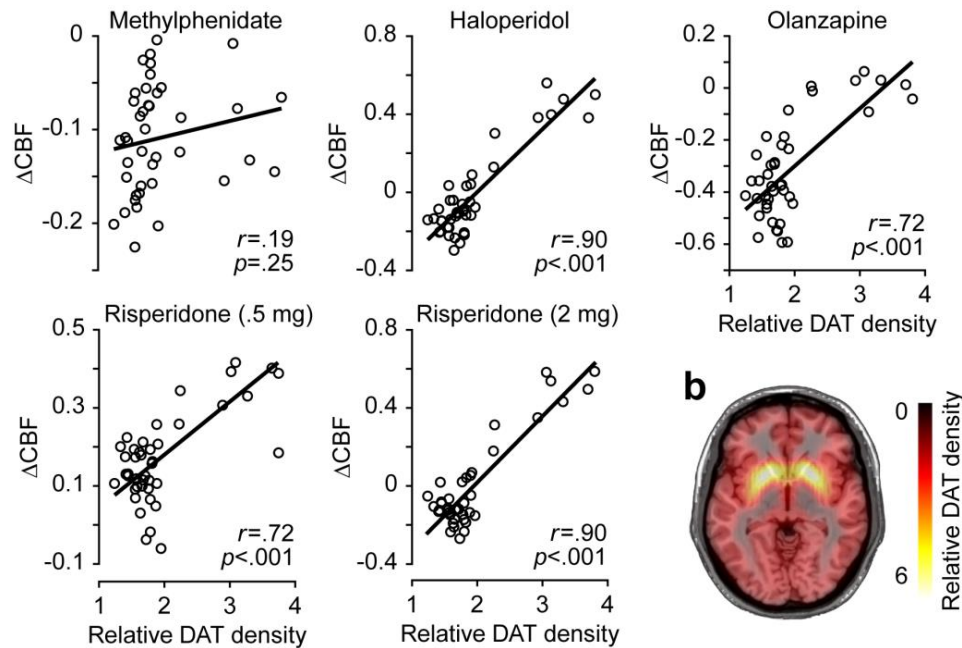 Methylphenidate
0
-0.1
-0.2
ΔCBF
r=.19
p=.25
Haloperidol
0.8
0.4
0
-0.4
ΔCBF
r=.90
p<.001
Olanzapine
0.2
0
-0.2
-0.4
-0.6
ΔCBF
r=.72
p<.001
1 2 3 4
Relative DAT density
Risperidone (.5 mg)
0.5
0.3
0.1
-0.1
ΔCBF
r=.72
p<.001
1 2 3 4
Relative DAT density
Risperidone (2 mg)
0.8
0.4
0
-0.4
ΔCBF
r=.90
p<.001
1 2 3 4
Relative DAT density
b
0
6
Relative DAT density